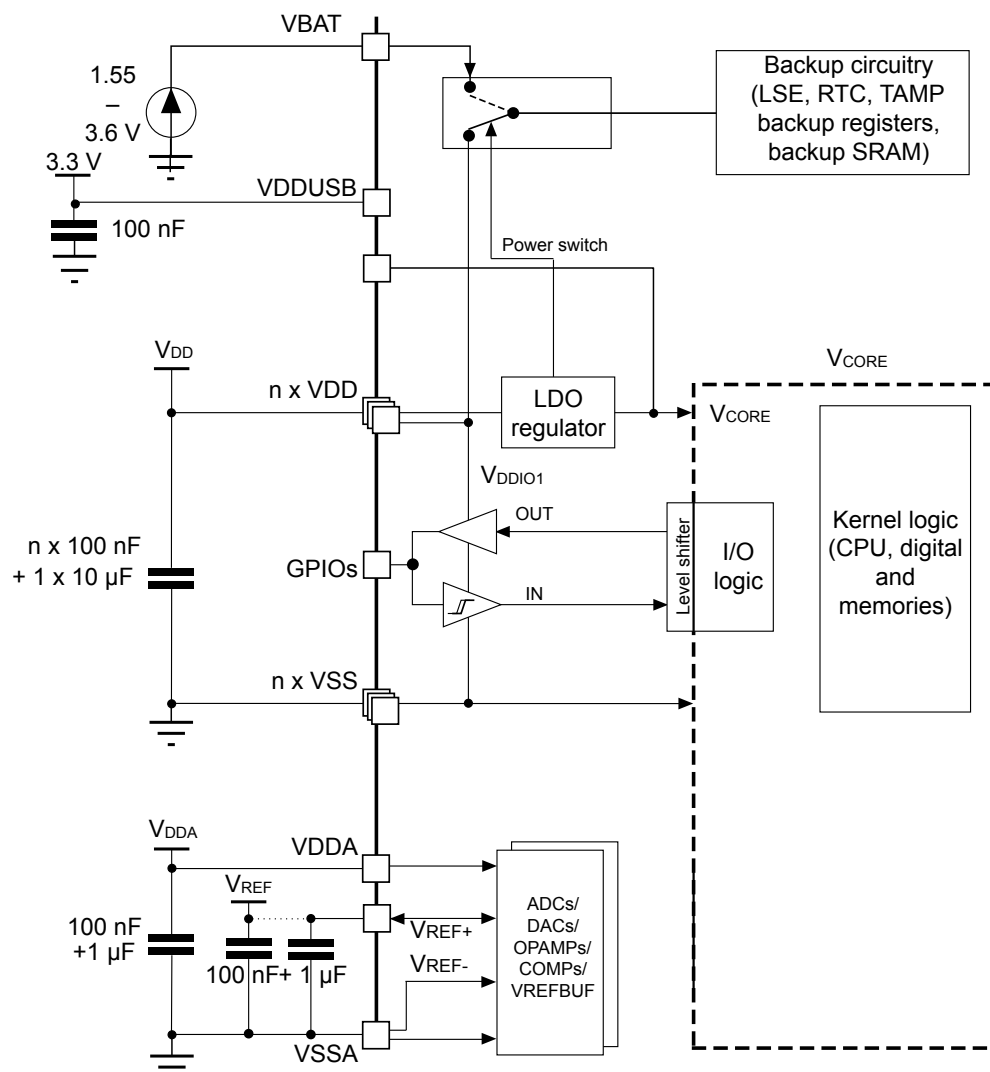 VBAT
1.55
–
3.6 V
Backup circuitry
(LSE, RTC, TAMP
backup registers,
backup SRAM)
3.3 V
VDDUSB
100 nF
Power switch
VDD
n x VDD
LDO
regulator
VCORE
VCORE
VDDIO1
OUT
n x 100 nF
+ 1 x 10 µF
GPIOs
IN
Level shifter
I/O
logic
Kernel logic
(CPU, digital
and
memories)
n x VSS
VDDA
VDDA
VREF
100 nF
+1 µF
100 nF+ 1 µF
VREF+
VREF-
ADCs/
DACs/
OPAMPs/
COMPs/
VREFBUF
VSSA